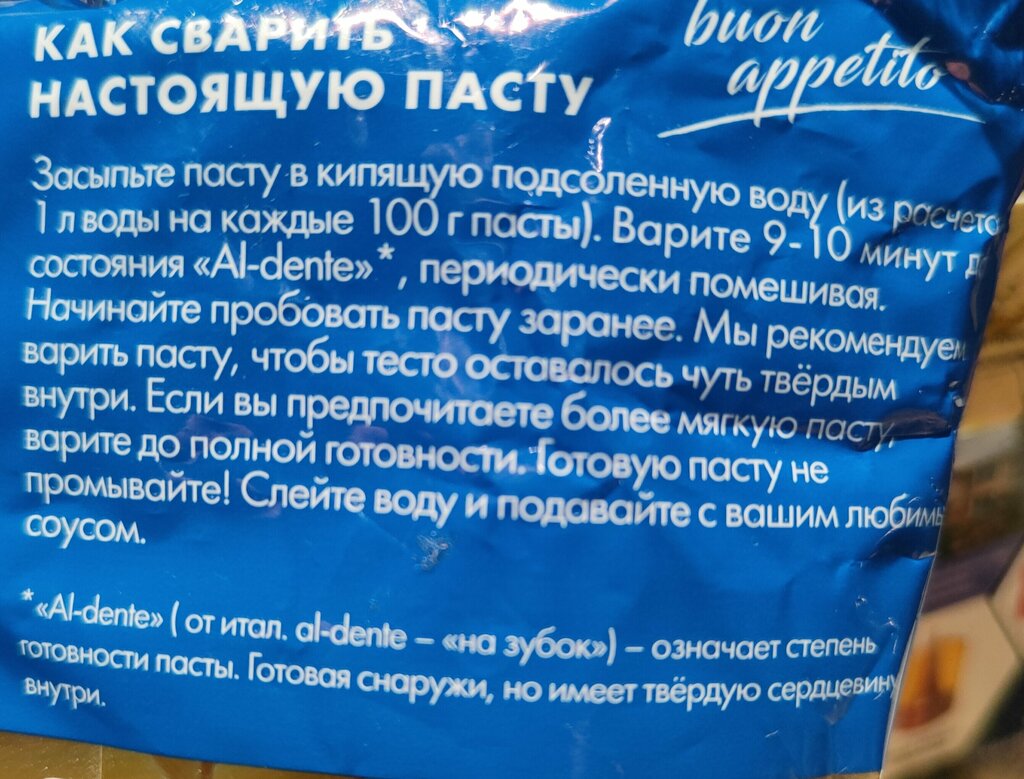 КАК СВАРИТЬ
НАСТОЯЩУЮ ПАСТУ
buon
appetito
Засыпьте пасту в кипящую подсоленную воду (из расчета
1 л воды на каждые 100 г пасты). Варите 9-10 минут д
состояния «Al-dente»*, периодически помешивая.
Начинайте пробовать пасту заранее. Мы рекомендуем
варить пасту, чтобы тесто оставалось чуть твёрдым
внутри. Если вы предпочитаете более мягкую пасту,
варите до полной готовности. Готовую пасту не
промывайте! Слейте воду и подавайте с вашим любимы
соусом.
*«Al-dente» ( от итал. al-dente – «на зубок») – означает степень
готовности пасты. Готовая снаружи, но имеет твёрдую сердцевину
внутри.